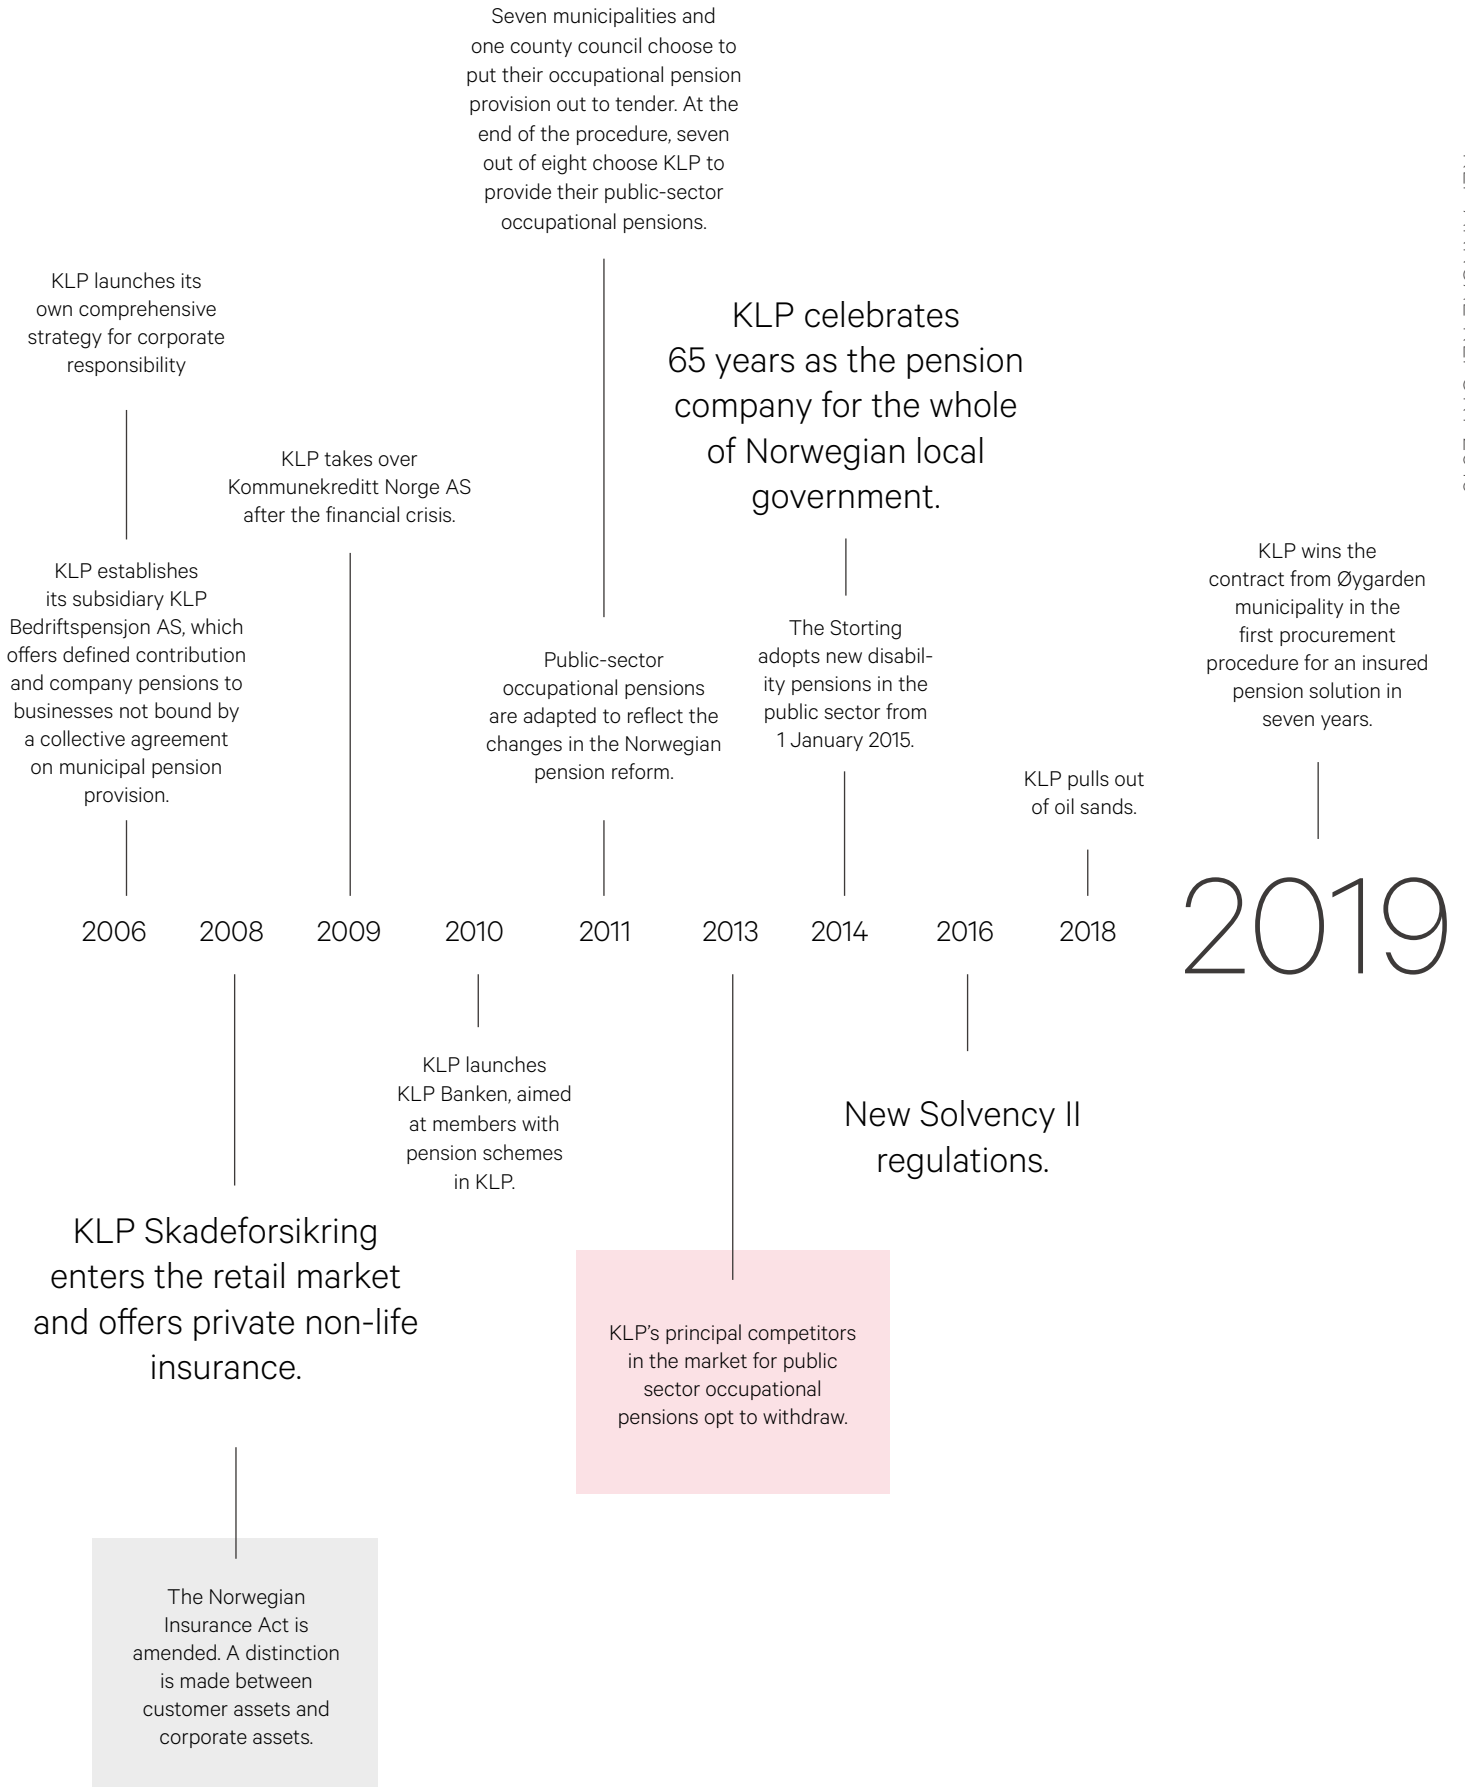 Seven municipalities and
one county council choose to
put their occupational pension
provision out to tender. At the
end of the procedure, seven
out of eight choose KLP to
provide their public-sector
occupational pensions.
KLP launches its
own comprehensive
strategy for corporate
responsibility
KLP celebrates
65 years as the pension
company for the whole
of Norwegian local
government.
KLP takes over
Kommunekreditt Norge AS
after the financial crisis.
KLP establishes
its subsidiary KLP
Bedriftspensjon AS, which
offers defined contribution
and company pensions to
businesses not bound by
a collective agreement
on municipal pension
provision.
Public-sector
occupational pensions
are adapted to reflect the
changes in the Norwegian
pension reform.
The Storting
adopts new disabil-
ity pensions in the
public sector from
1 January 2015.
KLP pulls out
of oil sands.
KLP wins the
contract from Øygarden
municipality in the
first procurement
procedure for an insured
pension solution in
seven years.
2006 2008 2009 2010 2011 2013 2014 2016 2018 2019
KLP launches
KLP Banken, aimed
at members with
pension schemes
in KLP.
New Solvency II
regulations.
KLP Skadeforsikring
enters the retail market
and offers private non-life
insurance.
KLP’s principal competitors
in the market for public
sector occupational
pensions opt to withdraw.
The Norwegian
Insurance Act is
amended. A distinction
is made between
customer assets and
corporate assets.